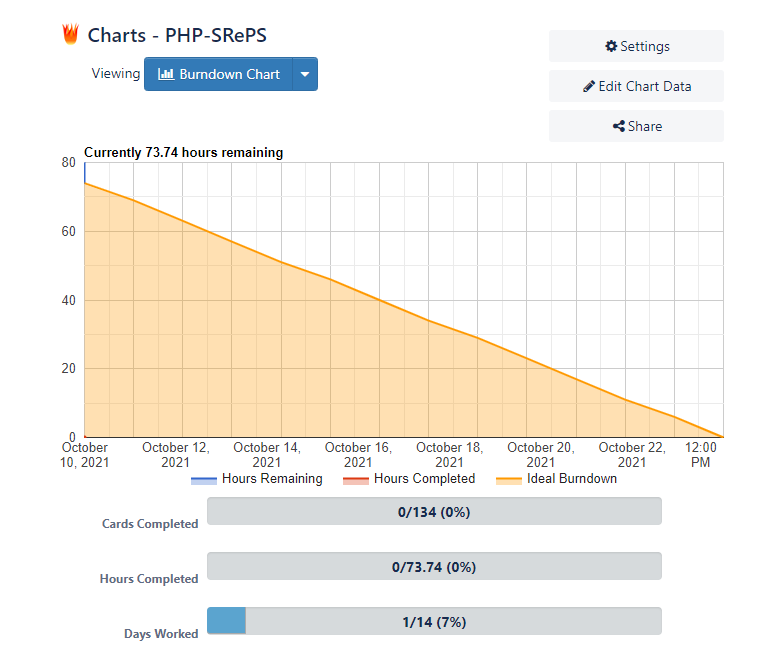 Charts - PHP-SRePS
Viewing
Burndown Chart
Settings
Edit Chart Data
Share
Currently 73.74 hours remaining
80
60
40
20
0
October 10, 2021
October 12, 2021
October 14, 2021
October 16, 2021
October 18, 2021
October 20, 2021
October 22, 2021
12:00 PM
Hours Remaining
Hours Completed
Ideal Burndown
Cards Completed
0/134 (0%)
Hours Completed
0/73.74 (0%)
Days Worked
1/14 (7%)